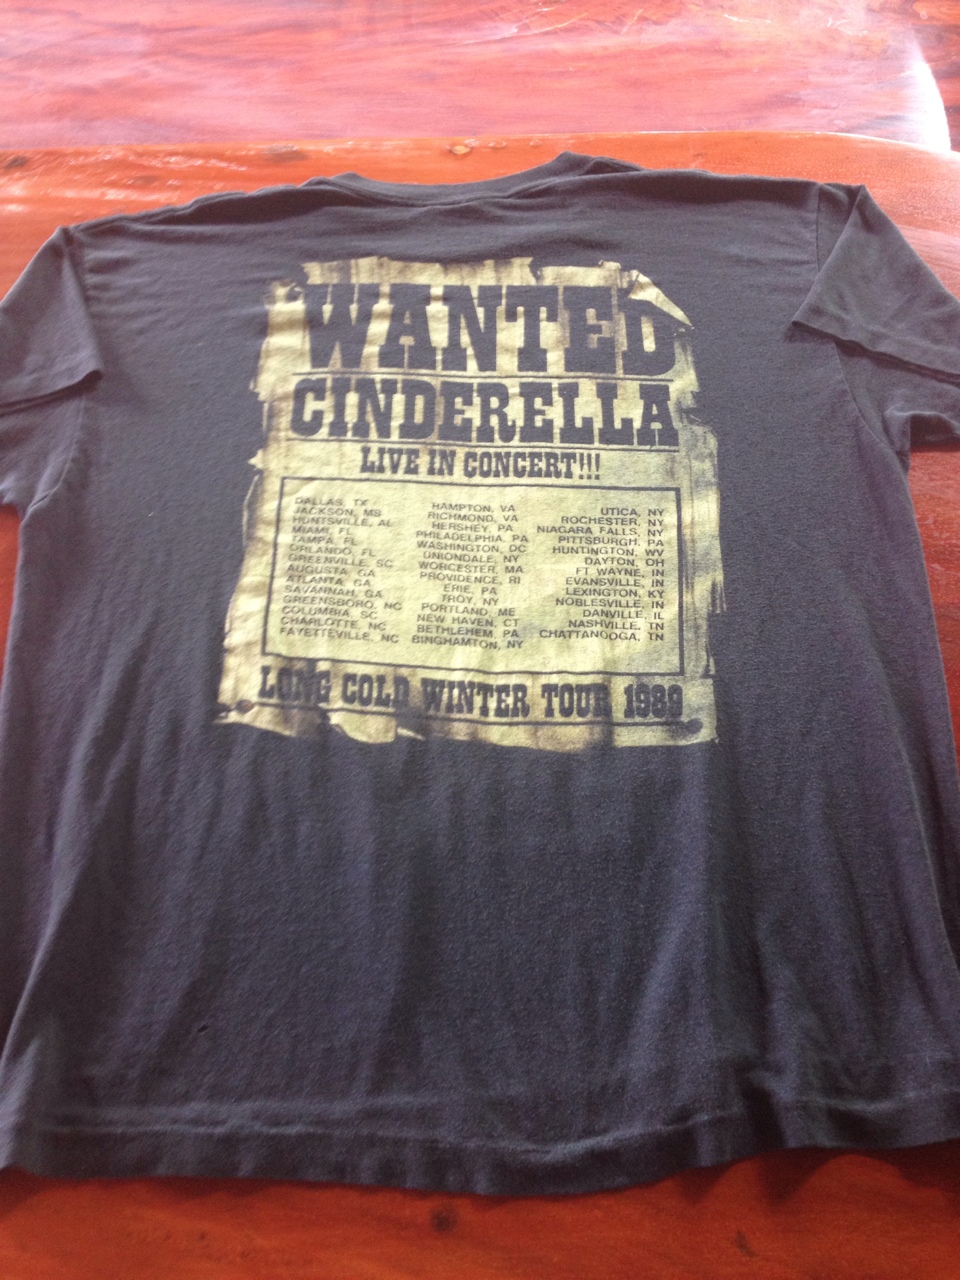 WANTED
CINDERELLA
LIVE IN CONCERT!!!
DALLAS, TX
JACKSON, MS
HUNTSVILLE, AL
MIAMI, FL
TAMPA, FL
ORLANDO, FL
GREENVILLE, SC
AUGUSTA, GA
ATLANTA, GA
SAVANNAH, GA
GREENSBORO, NC
COLUMBIA, SC
CHARLOTTE, NC
FAYETTEVILLE, NC
HAMPTON, VA
RICHMOND, VA
HERSHEY, PA
PHILADELPHIA, PA
WASHINGTON, DC
UNIONDALE, NY
WORCESTER, MA
PROVIDENCE, RI
ERIE, PA
TROY, NY
PORTLAND, ME
NEW HAVEN, CT
BETHLEHEM, PA
BINGHAMTON, NY
UTICA, NY
ROCHESTER, NY
NIAGARA FALLS, NY
PITTSBURGH, PA
HUNTINGTON, WV
DAYTON, OH
FT. WAYNE, IN
EVANSVILLE, IN
LEXINGTON, KY
NOBLESVILLE, IN
DANVILLE, IL
NASHVILLE, TN
CHATTANOOGA, TN
LONG COLD WINTER TOUR 1989